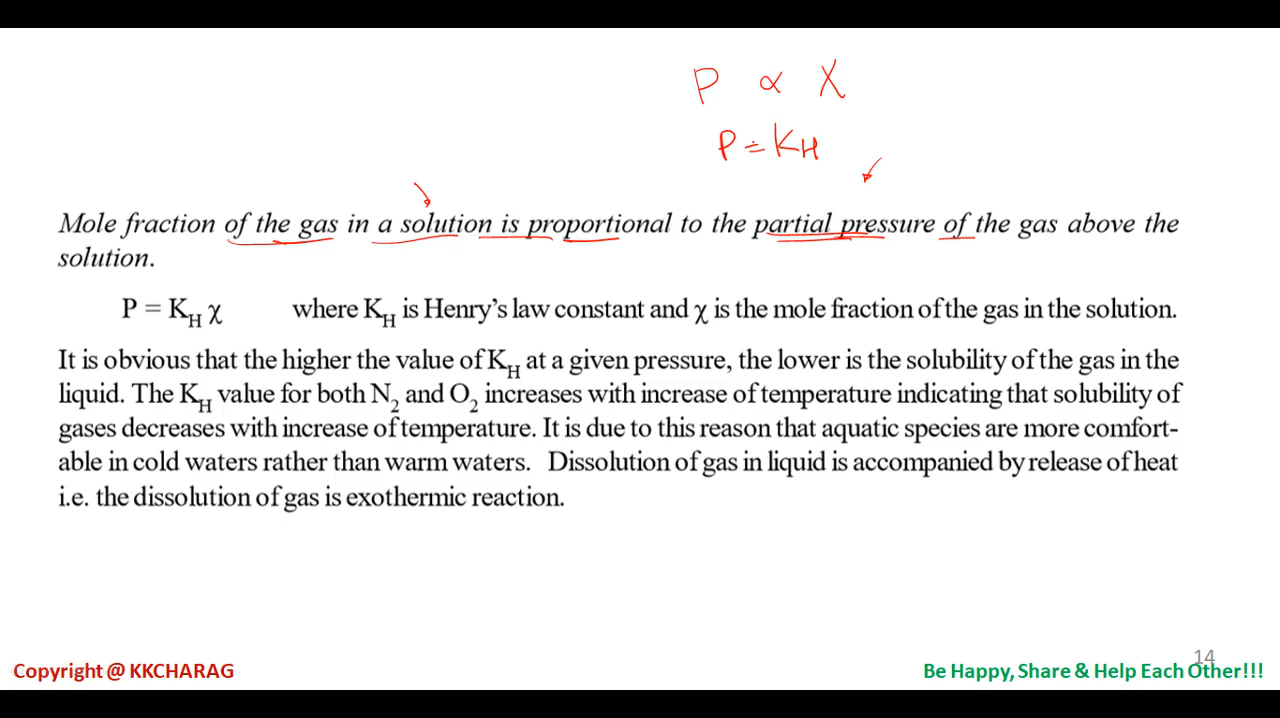 P ∝ X
P = KH
Mole fraction of the gas in a solution is proportional to the partial pressure of the gas above the
solution.
P = K_H χ where K_H is Henry's law constant and χ is the mole fraction of the gas in the solution.
It is obvious that the higher the value of K_H at a given pressure, the lower is the solubility of the gas in the
liquid. The K_H value for both N₂ and O₂ increases with increase of temperature indicating that solubility of
gases decreases with increase of temperature. It is due to this reason that aquatic species are more comfort-
able in cold waters rather than warm waters. Dissolution of gas in liquid is accompanied by release of heat
i.e. the dissolution of gas is exothermic reaction.
14
Copyright @ KKCHARAG
Be Happy, Share & Help Each Other!!!